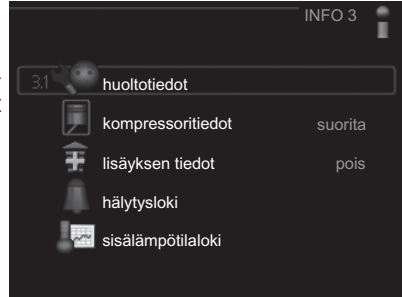 INFO 3
3.1 huoltotiedot
kompressoritiedot suorita
lisäyksen tiedot pois
hälytysloki
sisälämpötilaloki